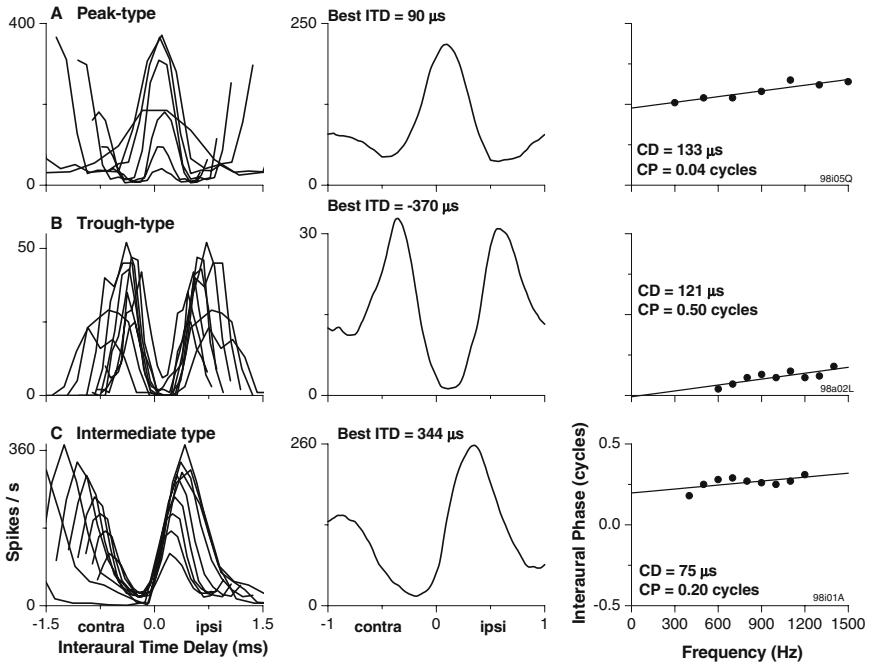 A Peak-type
400
200
0
Best ITD = 90 µs
250
0
CD = 133 µs
CP = 0.04 cycles
98i05Q
B Trough-type
50
25
0
Best ITD = -370 µs
30
0
CD = 121 µs
CP = 0.50 cycles
98a02L
C Intermediate type
360
0
Spikes / s
-1.5 contra 0.0 ipsi 1.5
Interaural Time Delay (ms)
Best ITD = 344 µs
260
0
-1 contra 0 ipsi 1
0.5
0.0
-0.5
Interaural Phase (cycles)
CD = 75 µs
CP = 0.20 cycles
98i01A
0 300 600 900 1200 1500
Frequency (Hz)